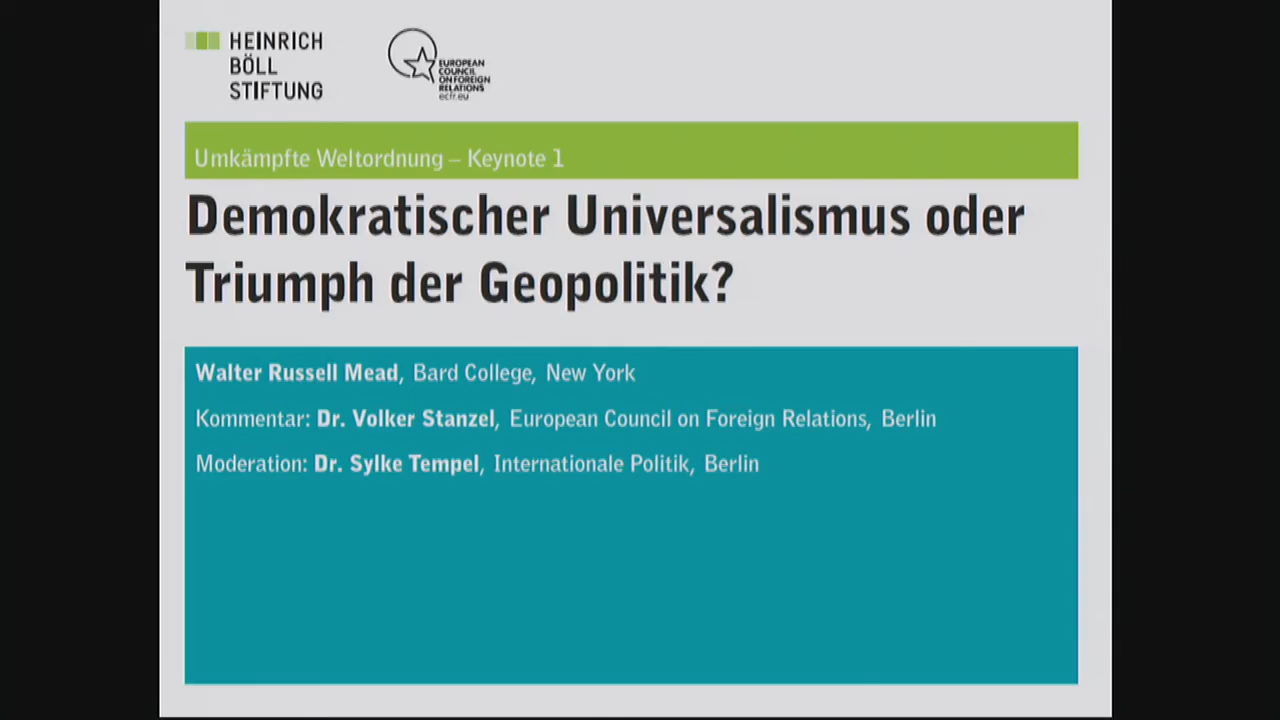 HEINRICH
BÖLL
STIFTUNG
EUROPEAN
COUNCIL
ON FOREIGN
RELATIONS
ecfr.eu
Umkämpfte Weltordnung – Keynote 1
Demokratischer Universalismus oder
Triumph der Geopolitik?
Walter Russell Mead, Bard College, New York
Kommentar: Dr. Volker Stanzel, European Council on Foreign Relations, Berlin
Moderation: Dr. Sylke Tempel, Internationale Politik, Berlin